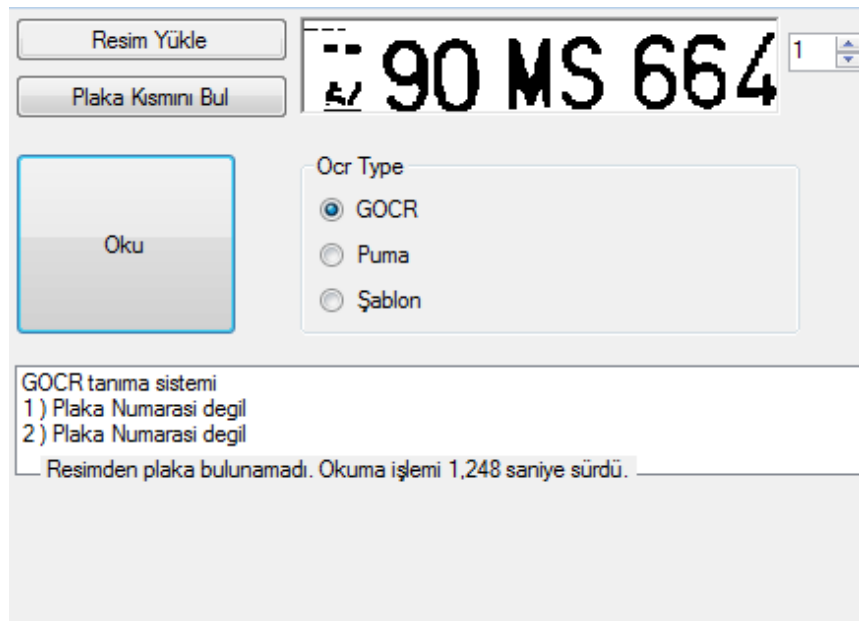 Resim Yükle
90 MS 664
1
Plaka Kısmını Bul
Ocr Type
GOCR
Oku
Puma
Şablon
GOCR tanıma sistemi
1 ) Plaka Numarasi degil
2 ) Plaka Numarasi degil
Resimden plaka bulunamadı. Okuma işlemi 1,248 saniye sürdü.